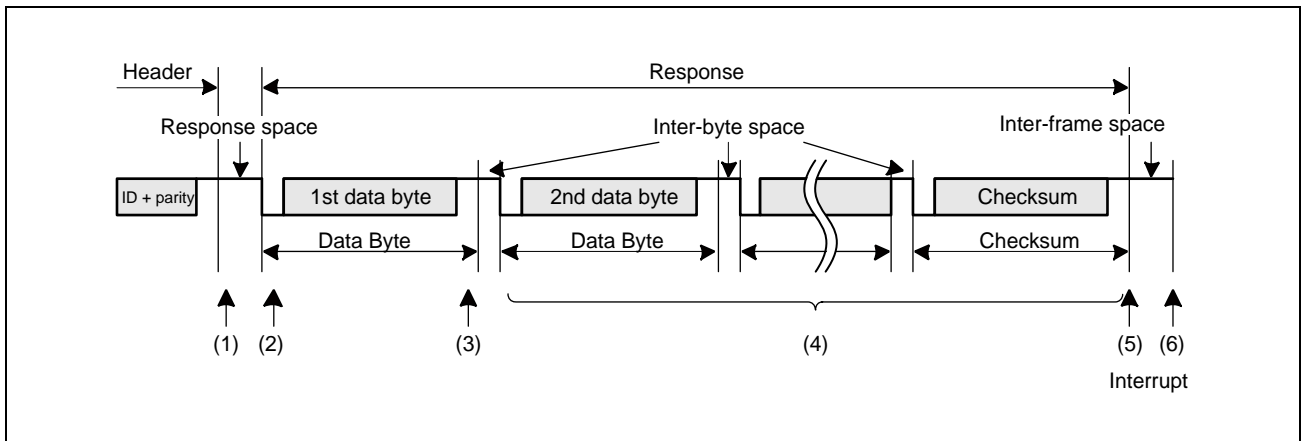 Header
Response
Response space
Inter-byte space
Inter-frame space
ID + parity
1st data byte
2nd data byte
Checksum
Data Byte
Data Byte
Checksum
(1)
(2)
(3)
(4)
(5)
(6)
Interrupt